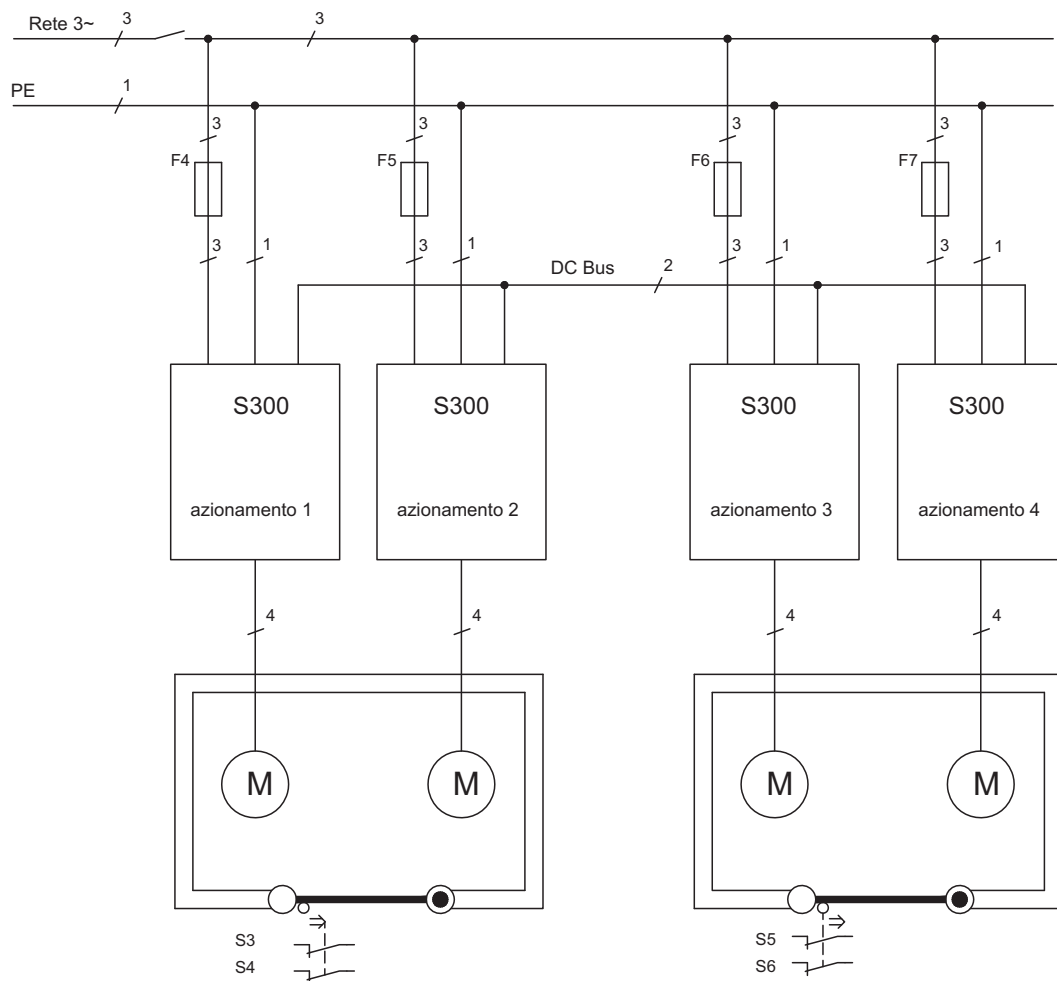 Rete 3~ 3 3
PE 1
3 3 3 3
F4 F5 F6 F7
3 1 3 1 3 1 3 1
DC Bus 2
S300 S300 S300 S300
azionamento 1 azionamento 2 azionamento 3 azionamento 4
4 4 4 4
M M M M
S3 S5
S4 S6